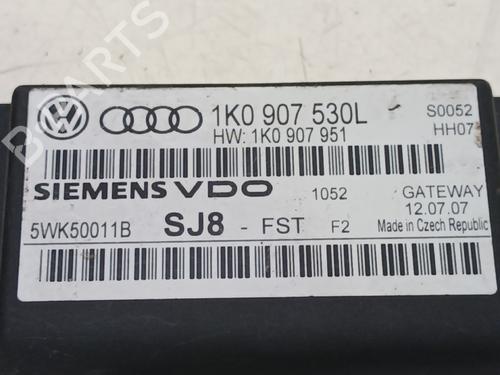 1K0 907 530L
S0052
HW: 1K0 907 951
HH07
SIEMENS VDO
1052
GATEWAY
12.07.07
5WK50011B
SJ8 - FST F2
Made in Czech Republic
B-PARTS